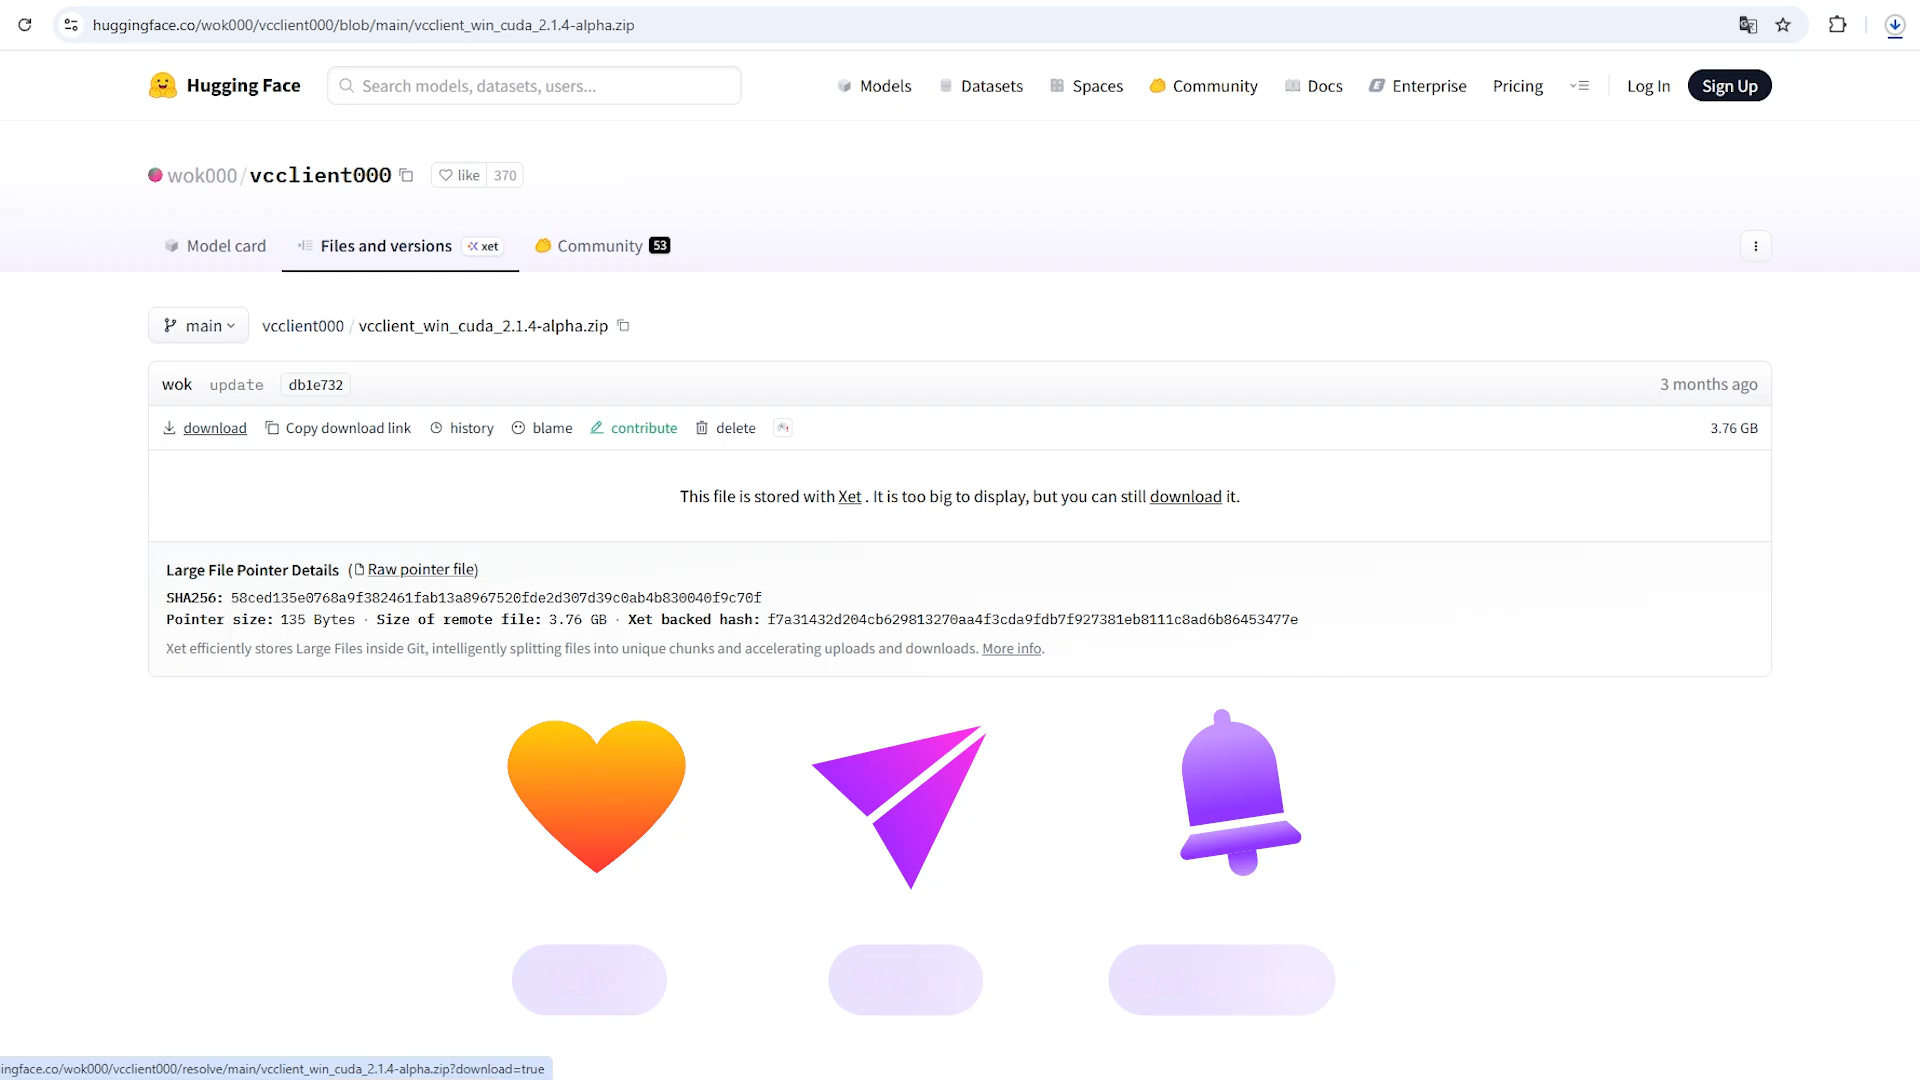 huggingface.co/wok000/vcclient000/blob/main/vcclient_win_cuda_2.1.4-alpha.zip
Hugging Face
Search models, datasets, users...
Models
Datasets
Spaces
Community
Docs
Enterprise
Pricing
Log In
Sign Up
wok000/vcclient000
like 370
Model card
Files and versions
xet
Community 53
main
vcclient000 / vcclient_win_cuda_2.1.4-alpha.zip
wok update db1e732
3 months ago
download
Copy download link
history
blame
contribute
delete
3.76 GB
This file is stored with Xet . It is too big to display, but you can still download it.
Large File Pointer Details (Raw pointer file)
SHA256: 58ced135e0768a9f382461fab13a8967520fde2d307d39c0ab4b830040f9c70f
Pointer size: 135 Bytes · Size of remote file: 3.76 GB · Xet backed hash: f7a31432d204cb629813270aa4f3cda9fdb7f927381eb8111c8ad6b86453477e
Xet efficiently stores Large Files inside Git, intelligently splitting files into unique chunks and accelerating uploads and downloads. More info.
ingface.co/wok000/vcclient000/resolve/main/vcclient_win_cuda_2.1.4-alpha.zip?download=true